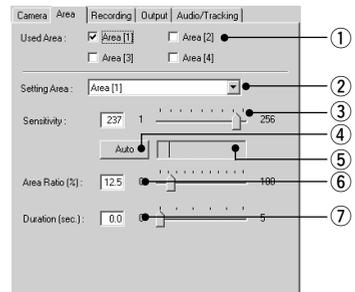 Camera Area Recording Output Audio/Tracking
Used Area : Area [1] Area [2] ①
Area [3] Area [4]
Setting Area : Area [1] ②
Sensitivity : 237 1 256 ③
Auto ④
⑤
Area Ratio (%) : 12.5 0 100 ⑥
Duration (sec.) : 0.0 0 5 ⑦